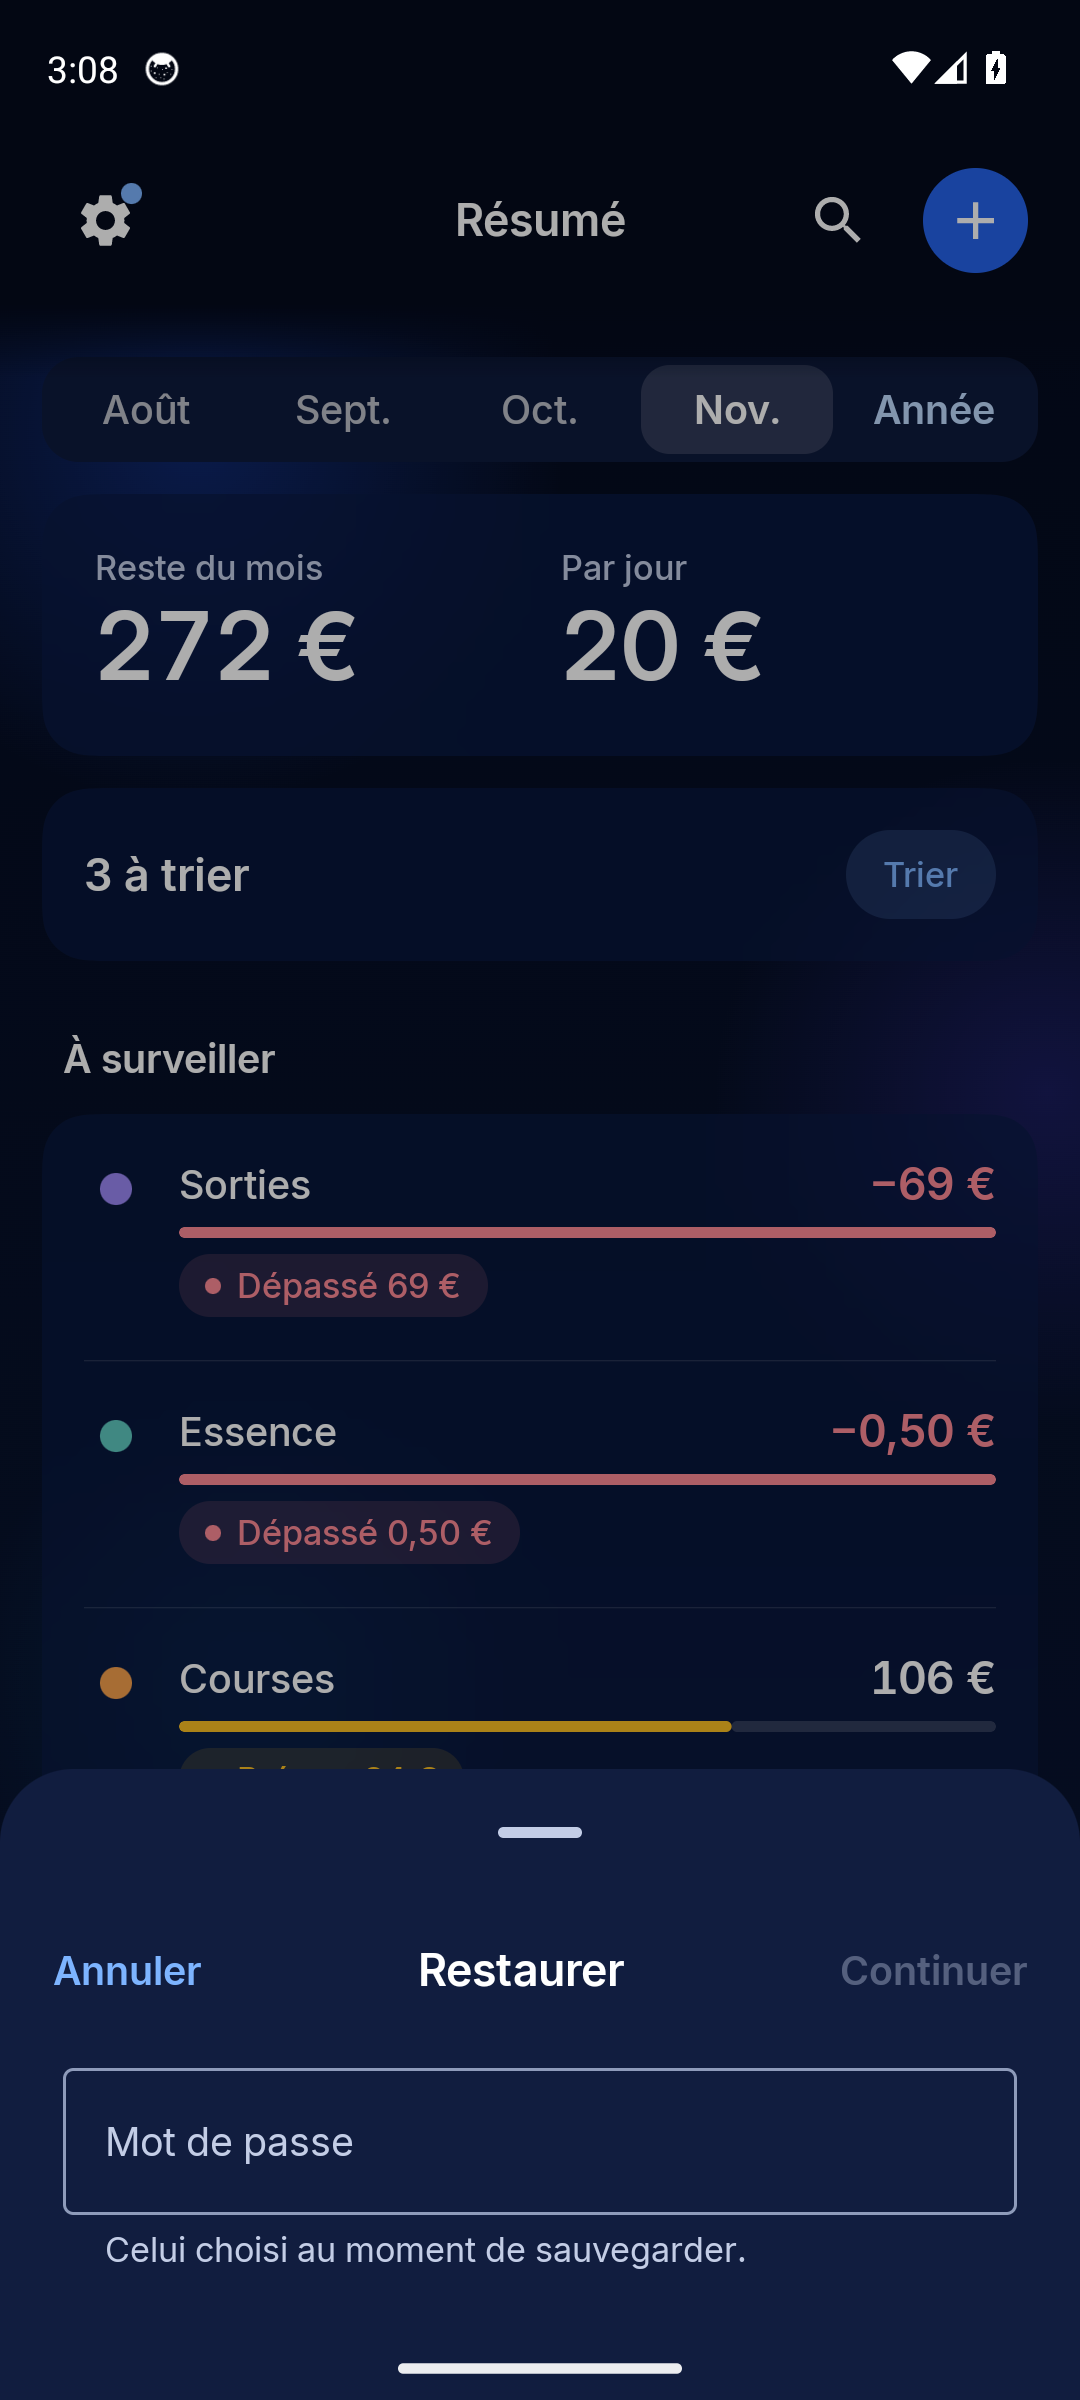 3:08
Résumé
Août Sept. Oct. Nov. Année
Reste du mois Par jour
272 € 20 €
3 à trier Trier
À surveiller
Sorties −69 €
Dépassé 69 €
Essence −0,50 €
Dépassé 0,50 €
Courses 106 €
Annuler Restaurer Continuer
Mot de passe
Celui choisi au moment de sauvegarder.